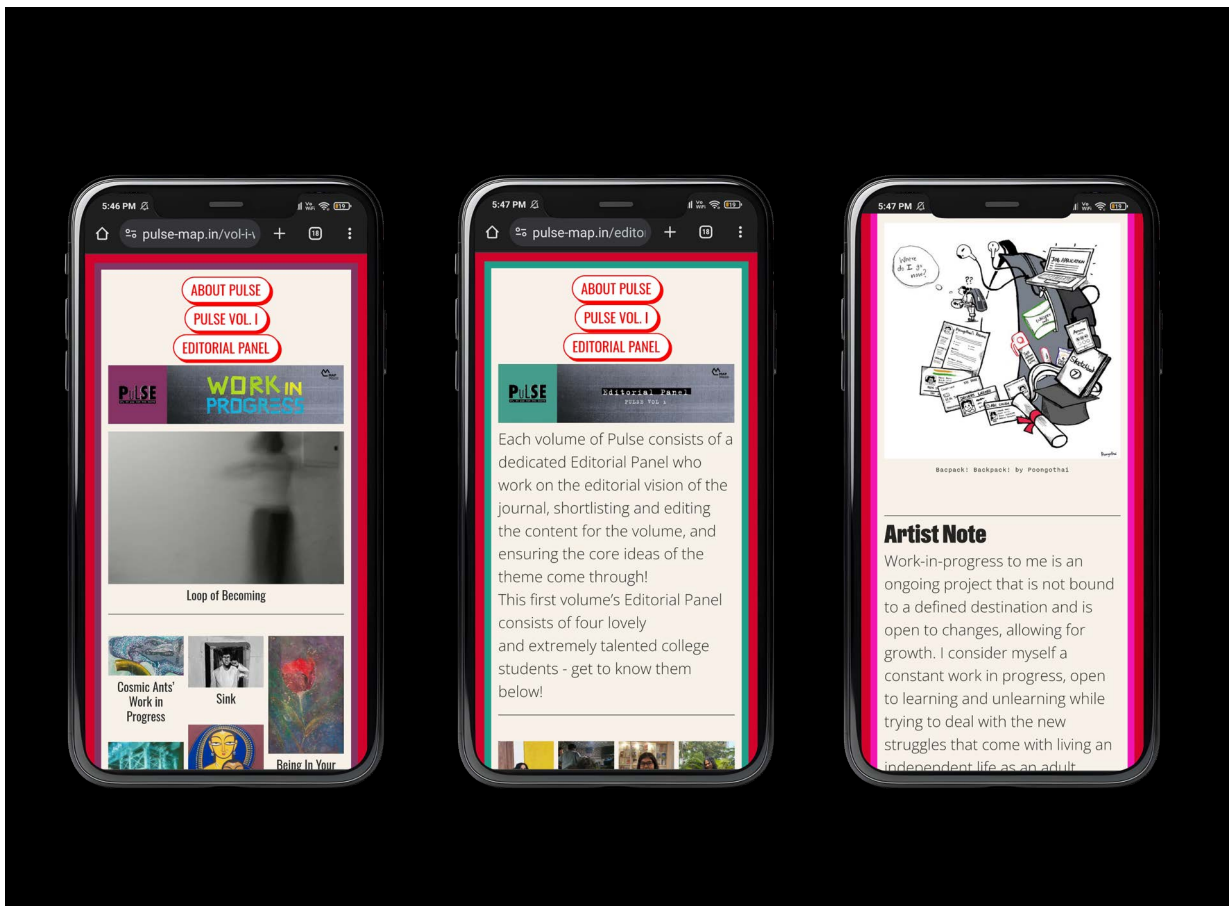 5:46 PM
18
pulse-map.in/vol-i-v
ABOUT PULSE
PULSE VOL. I
EDITORIAL PANEL
PULSE
WORK IN
PROGRESS
Loop of Becoming
Cosmic Ants'
Work in
Progress
Sink
Being In Your
5:47 PM
pulse-map.in/edito
18
ABOUT PULSE
PULSE VOL. I
EDITORIAL PANEL
PULSE
Editorial Panel
PULSE VOL 1
Each volume of Pulse consists of a
dedicated Editorial Panel who
work on the editorial vision of the
journal, shortlisting and editing
the content for the volume, and
ensuring the core ideas of the
theme come through!
This first volume's Editorial Panel
consists of four lovely
and extremely talented college
students - get to know them
below!
5:47 PM
Where
do I go
now?
??
JOB APPLICATION
Sketchbook
Bacpack! Backpack! by Poongothai
Artist Note
Work-in-progress to me is an
ongoing project that is not bound
to a defined destination and is
open to changes, allowing for
growth. I consider myself a
constant work in progress, open
to learning and unlearning while
trying to deal with the new
struggles that come with living an
independent life as an adult